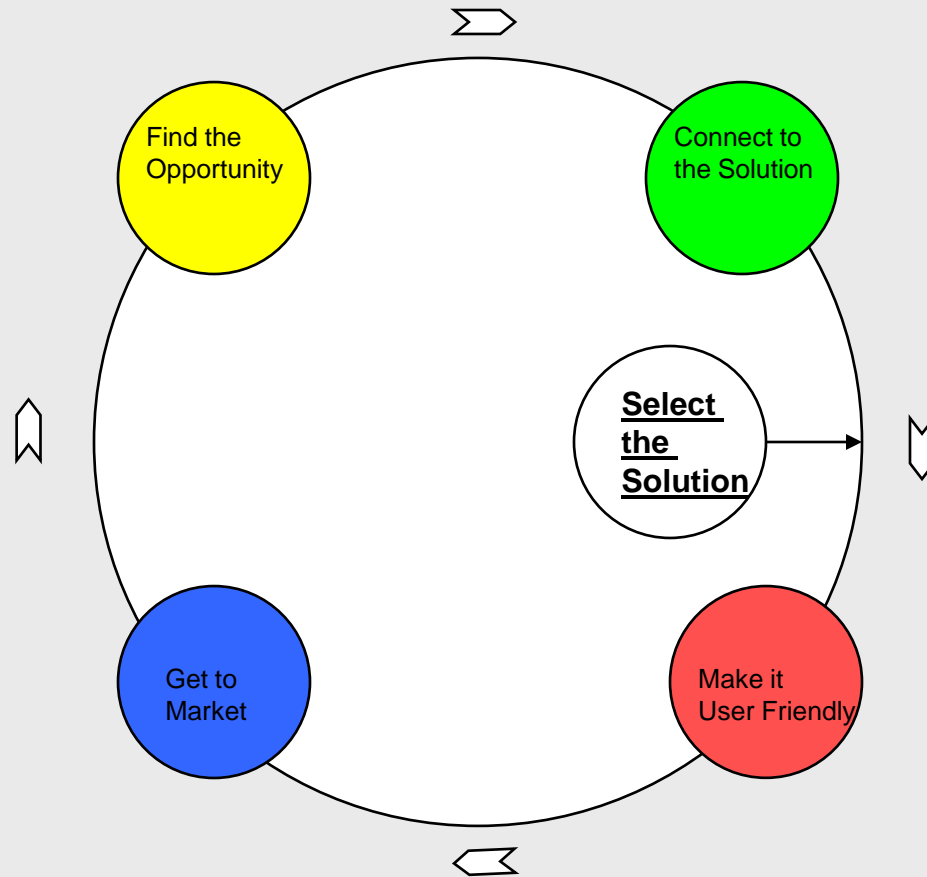 Find the
Opportunity
Connect to
the Solution
Select
the
Solution
Get to
Market
Make it
User Friendly